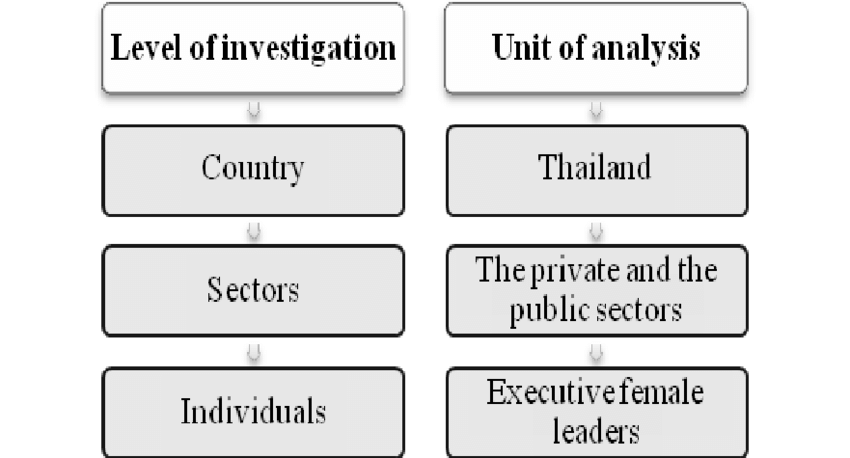 Level of investigation
Unit of analysis
Country
Thailand
Sectors
The private and the
public sectors
Individuals
Executive female
leaders